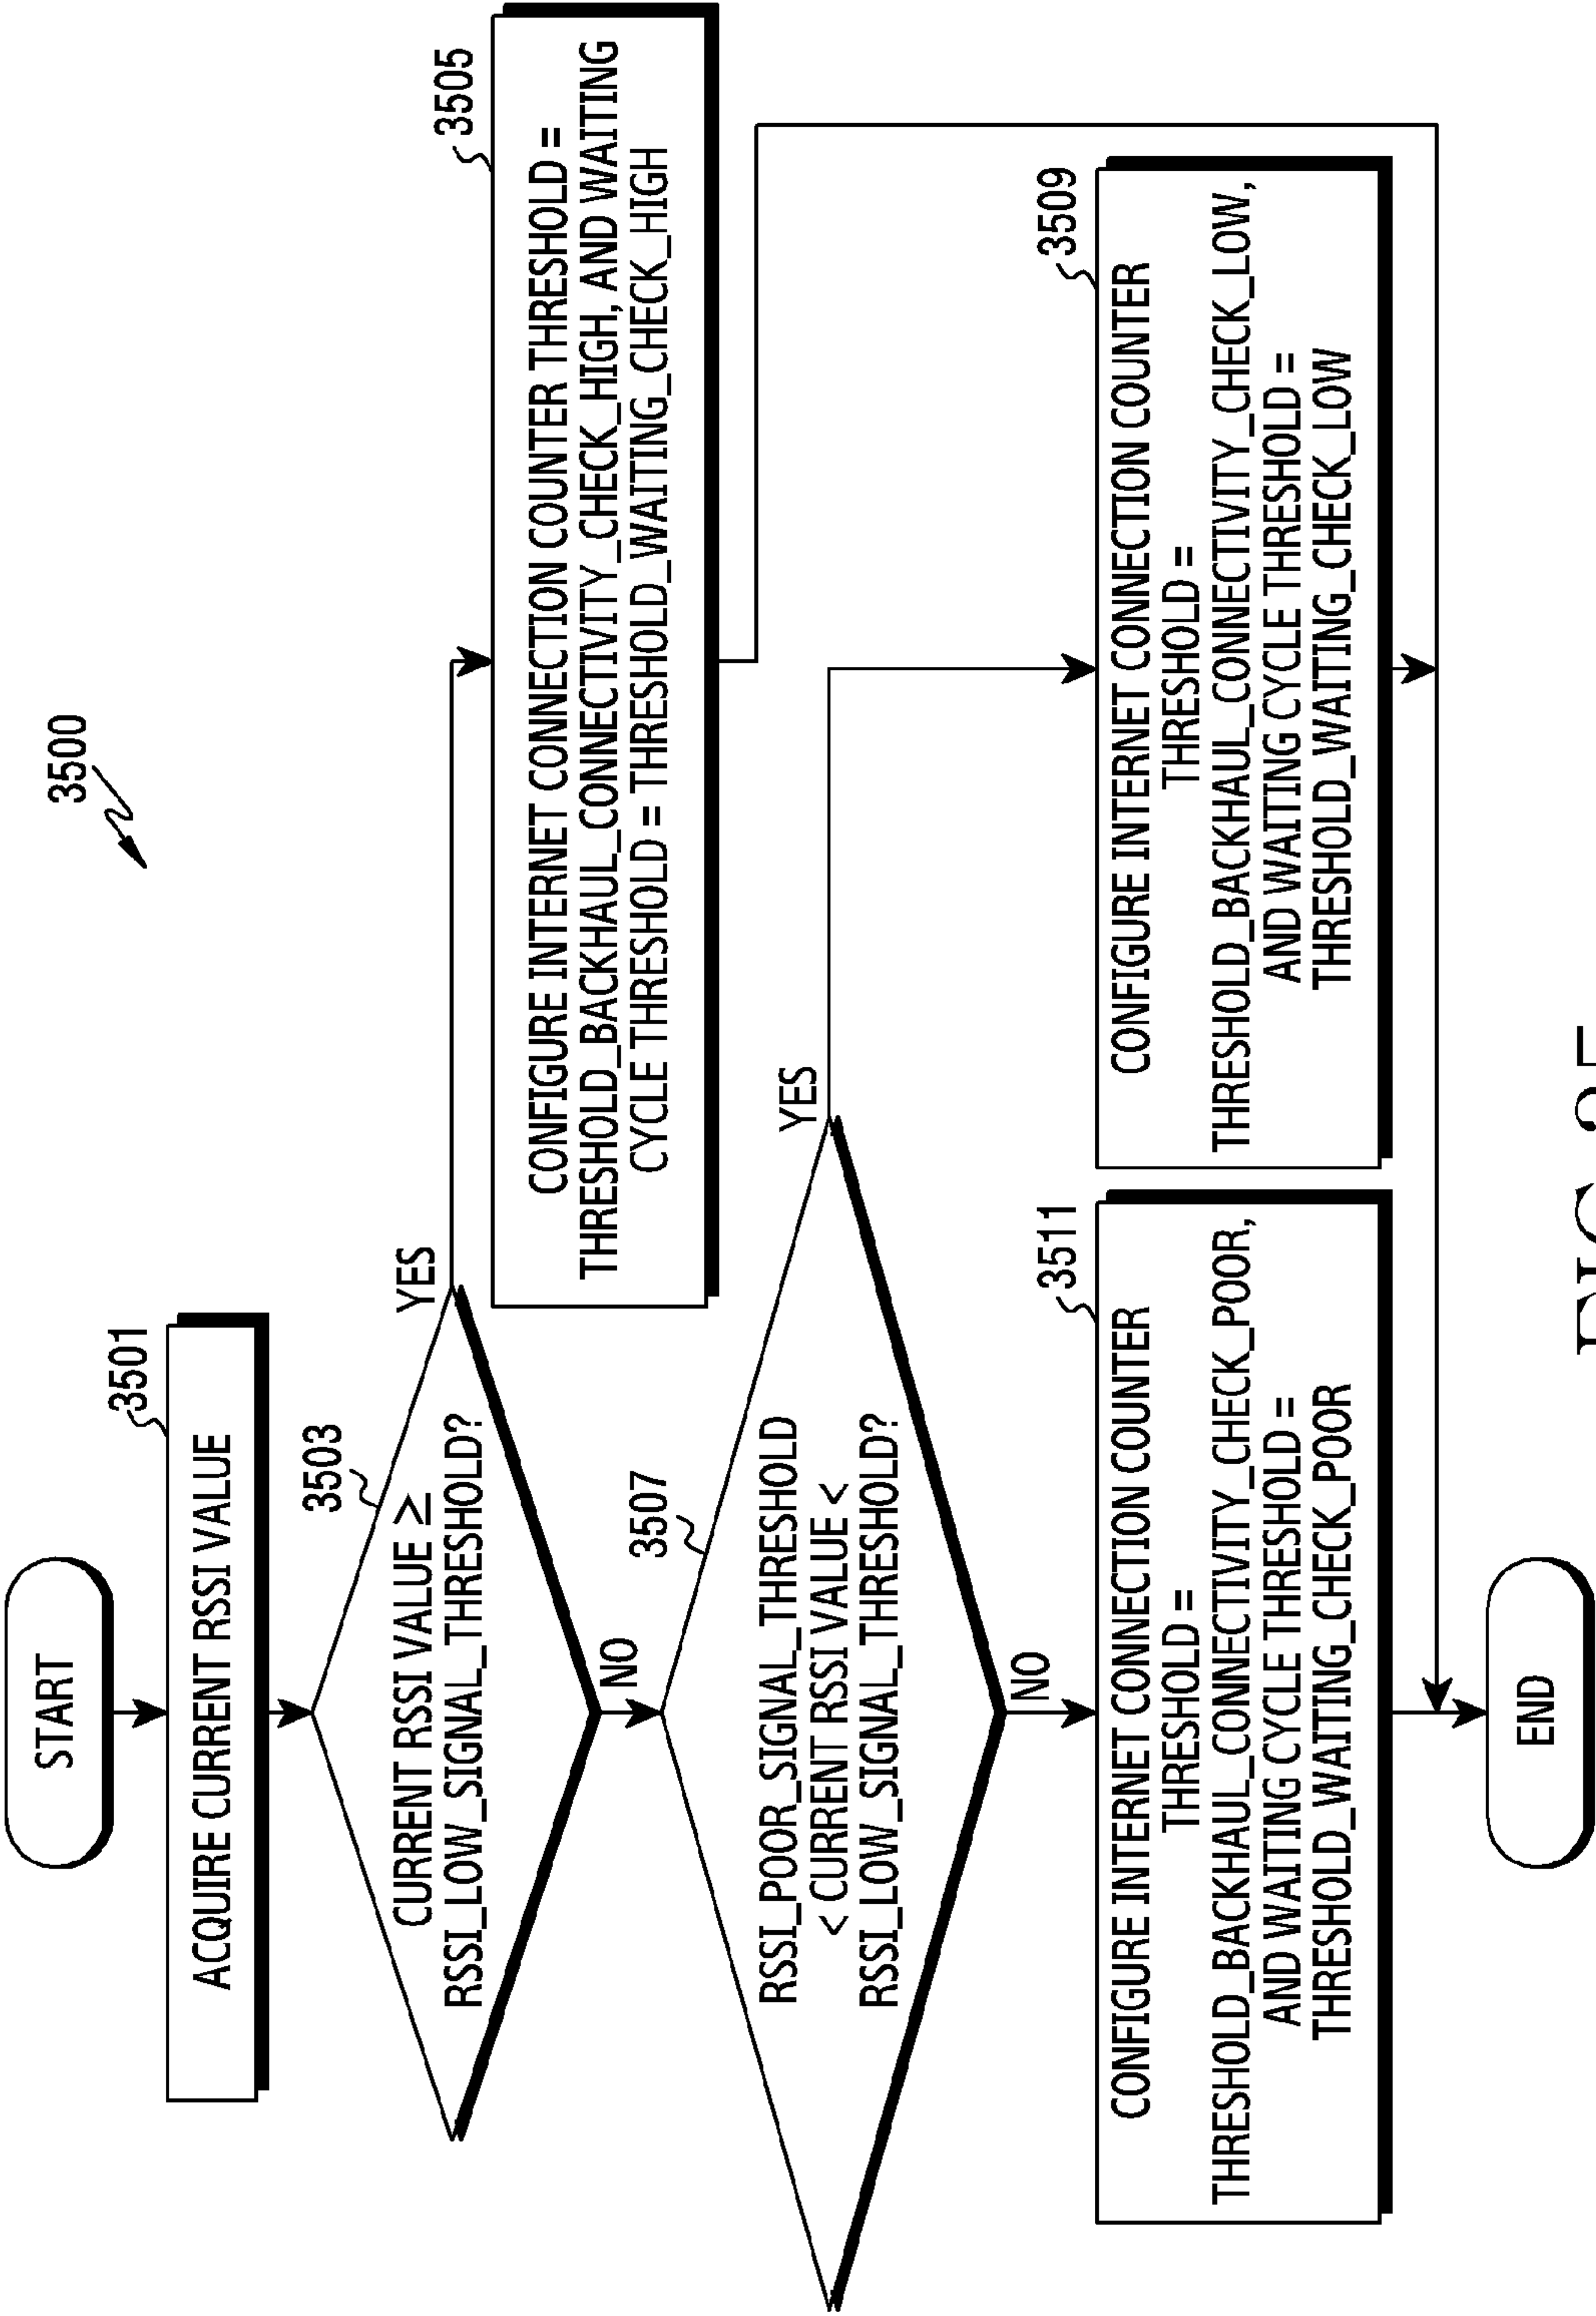 3500
START
3501
ACQUIRE CURRENT RSSI VALUE
3503
CURRENT RSSI VALUE ≥
RSSI_LOW_SIGNAL_THRESHOLD?
YES
3505
CONFIGURE INTERNET CONNECTION COUNTER THRESHOLD =
THRESHOLD_BACKHAUL_CONNECTIVITY_CHECK_HIGH, AND WAITING
CYCLE THRESHOLD = THRESHOLD_WAITING_CHECK_HIGH
NO
3507
RSSI_POOR_SIGNAL_THRESHOLD
< CURRENT RSSI VALUE <
RSSI_LOW_SIGNAL_THRESHOLD?
YES
3509
CONFIGURE INTERNET CONNECTION COUNTER
THRESHOLD =
THRESHOLD_BACKHAUL_CONNECTIVITY_CHECK_LOW,
AND WAITING CYCLE THRESHOLD =
THRESHOLD_WAITING_CHECK_LOW
NO
3511
CONFIGURE INTERNET CONNECTION COUNTER
THRESHOLD =
THRESHOLD_BACKHAUL_CONNECTIVITY_CHECK_POOR,
AND WAITING CYCLE THRESHOLD =
THRESHOLD_WAITING_CHECK_POOR
END